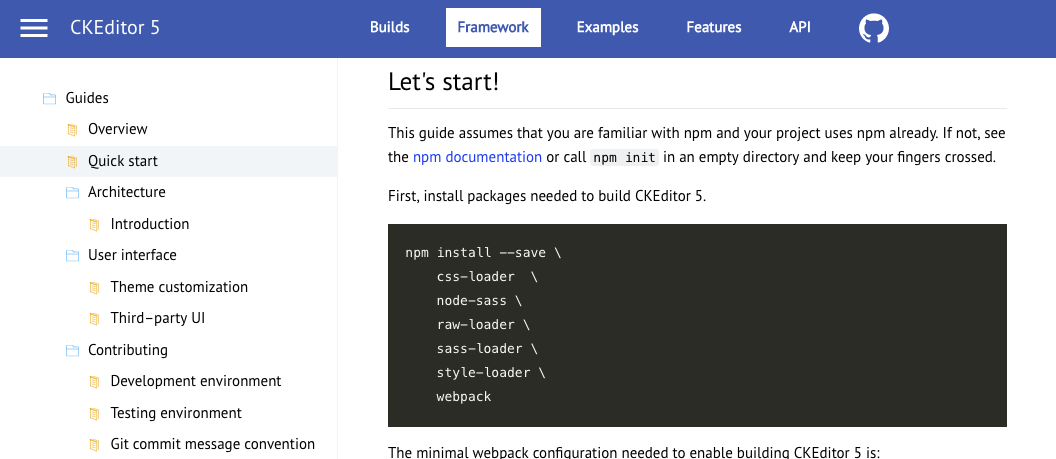 CKEditor 5
Builds
Framework
Examples
Features
API
Guides
Overview
Quick start
Architecture
Introduction
User interface
Theme customization
Third-party UI
Contributing
Development environment
Testing environment
Git commit message convention
Let's start!
This guide assumes that you are familiar with npm and your project uses npm already. If not, see
the npm documentation or call npm init in an empty directory and keep your fingers crossed.
First, install packages needed to build CKEditor 5.
npm install --save \
    css-loader  \
    node-sass \
    raw-loader \
    sass-loader \
    style-loader \
    webpack
The minimal webpack configuration needed to enable building CKEditor 5 is: